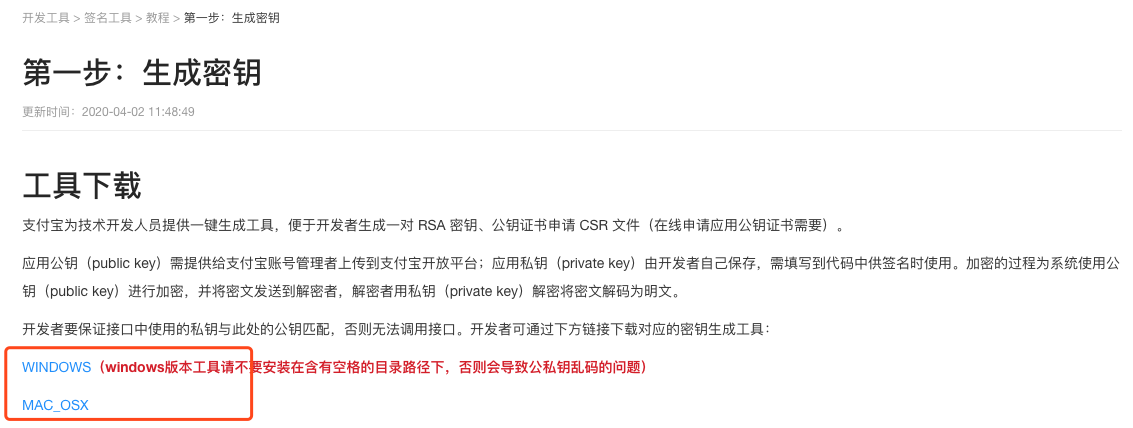 开发工具 > 签名工具 > 教程 > 第一步：生成密钥
第一步：生成密钥
更新时间：2020-04-02 11:48:49
工具下载
支付宝为技术开发人员提供一键生成工具，便于开发者生成一对 RSA 密钥、公钥证书申请 CSR 文件（在线申请应用公钥证书需要）。
应用公钥（public key）需提供给支付宝账号管理者上传到支付宝开放平台；应用私钥（private key）由开发者自己保存，需填写到代码中供签名时使用。加密的过程为系统使用公
钥（public key）进行加密，并将密文发送到解密者，解密者用私钥（private key）解密将密文解码为明文。
开发者要保证接口中使用的私钥与此处的公钥匹配，否则无法调用接口。开发者可通过下方链接下载对应的密钥生成工具：
WINDOWS（windows版本工具请不要安装在含有空格的目录路径下，否则会导致公私钥乱码的问题）
MAC_OSX